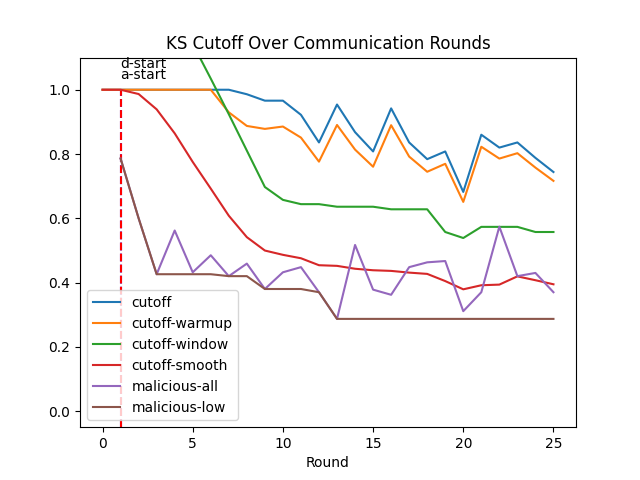 KS Cutoff Over Communication Rounds
d-start
a-start
1.0
0.8
0.6
0.4
0.2
0.0
cutoff
cutoff-warmup
cutoff-window
cutoff-smooth
malicious-all
malicious-low
0 5 10 15 20 25
Round